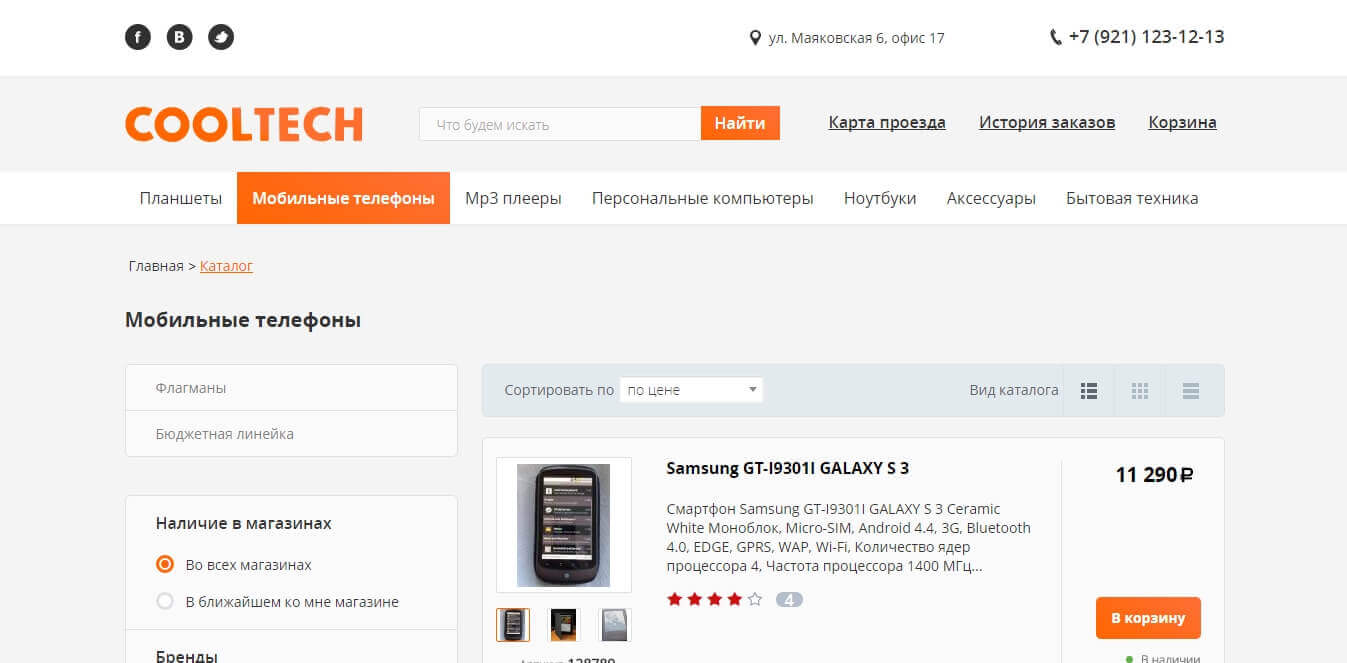 ул. Маяковская 6, офис 17
+7 (921) 123-12-13
COOLTECH
Что будем искать
Найти
Карта проезда
История заказов
Корзина
Планшеты
Мобильные телефоны
Mp3 плееры
Персональные компьютеры
Ноутбуки
Аксессуары
Бытовая техника
Главная > Каталог
Мобильные телефоны
Флагманы
Бюджетная линейка
Наличие в магазинах
Во всех магазинах
В ближайшем ко мне магазине
Бренды
Сортировать по
по цене
Вид каталога
Samsung GT-I9301I GALAXY S 3
Смартфон Samsung GT-I9301I GALAXY S 3 Ceramic
White Моноблок, Micro-SIM, Android 4.4, 3G, Bluetooth
4.0, EDGE, GPRS, WAP, Wi-Fi, Количество ядер
процессора 4, Частота процессора 1400 МГц...
4
11 290 ₽
В корзину
В наличии